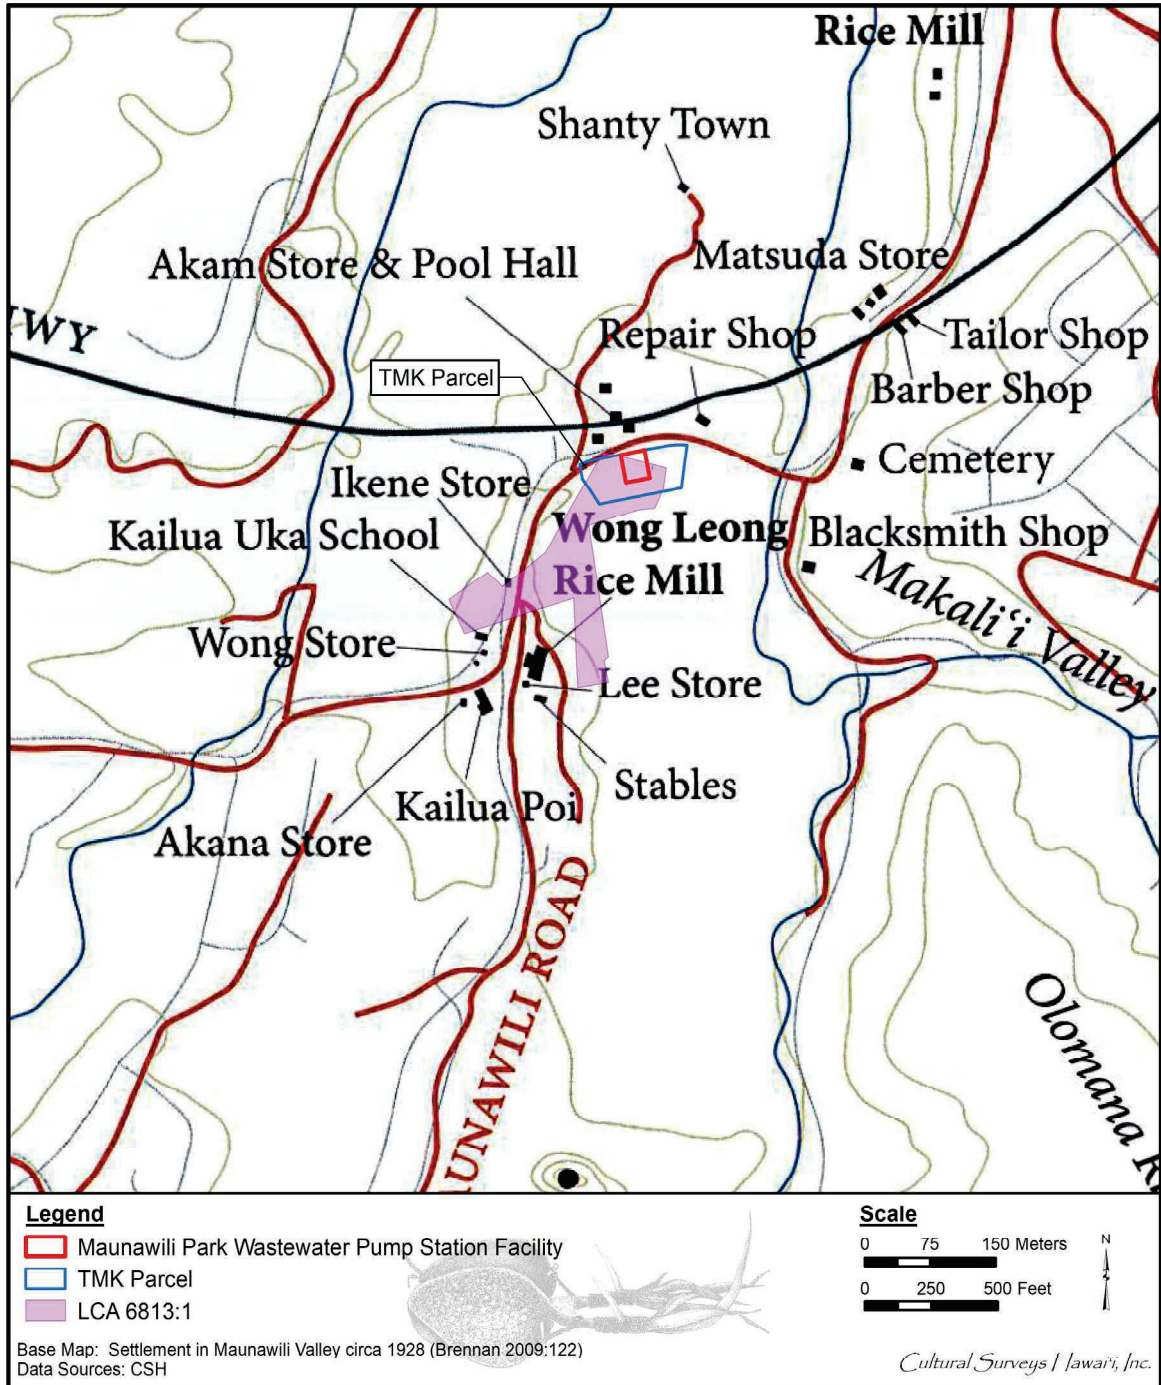 Rice Mill
Shanty Town
Akam Store & Pool Hall
Matsuda Store
HWY
Repair Shop
Tailor Shop
TMK Parcel
Barber Shop
Ikene Store
Cemetery
Kailua Uka School
Wong Leong
Rice Mill
Blacksmith Shop
Makali‘i Valley
Wong Store
Lee Store
Stables
Kailua Poi
Akana Store
UNAWILI ROAD
Olomana R
Legend
Maunawili Park Wastewater Pump Station Facility
TMK Parcel
LCA 6813:1
Scale
0 75 150 Meters
0 250 500 Feet
N
Base Map: Settlement in Maunawili Valley circa 1928 (Brennan 2009:122)
Data Sources: CSH
Cultural Surveys Hawai‘i, Inc.